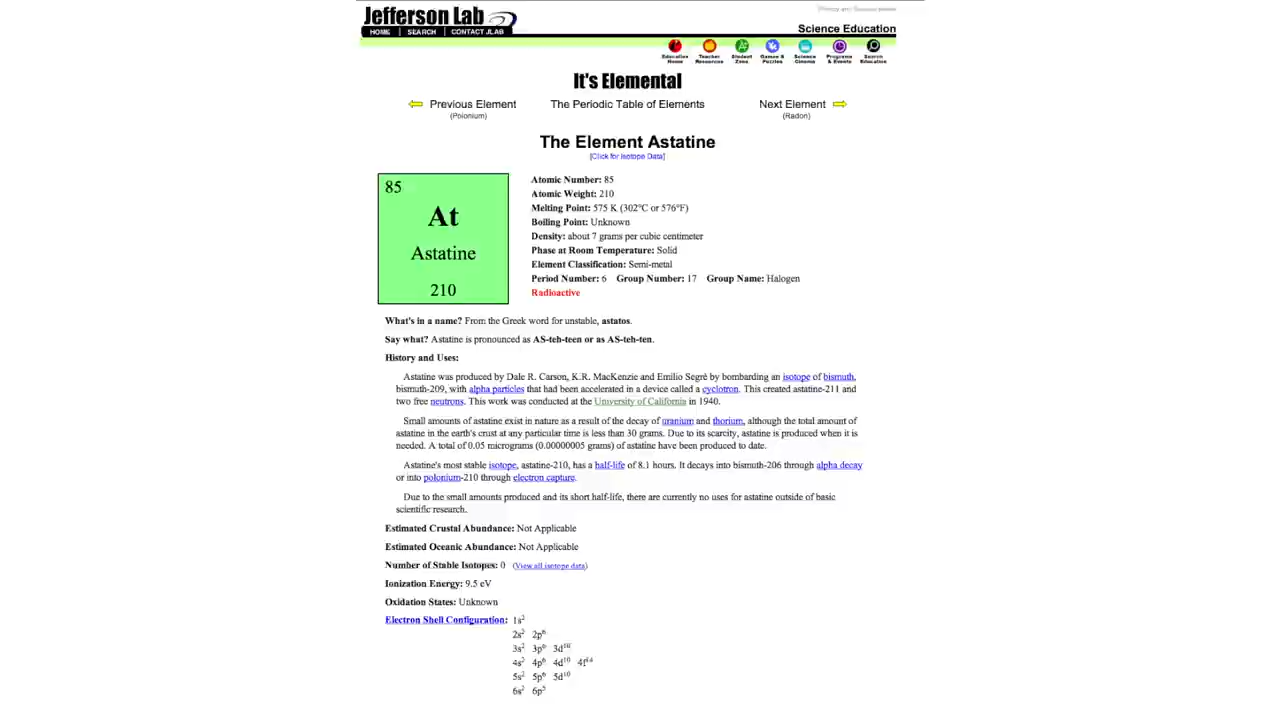 Jefferson Lab
HOME | SEARCH | CONTACT JLAB
Science Education
Education Home
Teacher Resources
Student Zone
Games & Puzzles
Science Cinema
Programs & Events
Search Education
It's Elemental
Previous Element
(Polonium)
The Periodic Table of Elements
Next Element
(Radon)
The Element Astatine
[Click for Isotope Data]
85
At
Astatine
210
Atomic Number: 85
Atomic Weight: 210
Melting Point: 575 K (302°C or 576°F)
Boiling Point: Unknown
Density: about 7 grams per cubic centimeter
Phase at Room Temperature: Solid
Element Classification: Semi-metal
Period Number: 6 Group Number: 17 Group Name: Halogen
Radioactive
What's in a name? From the Greek word for unstable, astatos.
Say what? Astatine is pronounced as AS-teh-teen or as AS-teh-ten.
History and Uses:
Astatine was produced by Dale R. Carson, K.R. MacKenzie and Emilio Segrè by bombarding an isotope of bismuth,
bismuth-209, with alpha particles that had been accelerated in a device called a cyclotron. This created astatine-211 and
two free neutrons. This work was conducted at the University of California in 1940.
Small amounts of astatine exist in nature as a result of the decay of uranium and thorium, although the total amount of
astatine in the earth's crust at any particular time is less than 30 grams. Due to its scarcity, astatine is produced when it is
needed. A total of 0.05 micrograms (0.00000005 grams) of astatine have been produced to date.
Astatine's most stable isotope, astatine-210, has a half-life of 8.1 hours. It decays into bismuth-206 through alpha decay
or into polonium-210 through electron capture.
Due to the small amounts produced and its short half-life, there are currently no uses for astatine outside of basic
scientific research.
Estimated Crustal Abundance: Not Applicable
Estimated Oceanic Abundance: Not Applicable
Number of Stable Isotopes: 0 (View all isotope data)
Ionization Energy: 9.5 eV
Oxidation States: Unknown
Electron Shell Configuration: 1s²
2s² 2p⁶
3s² 3p⁶ 3d¹⁰
4s² 4p⁶ 4d¹⁰ 4f¹⁴
5s² 5p⁶ 5d¹⁰
6s² 6p⁵